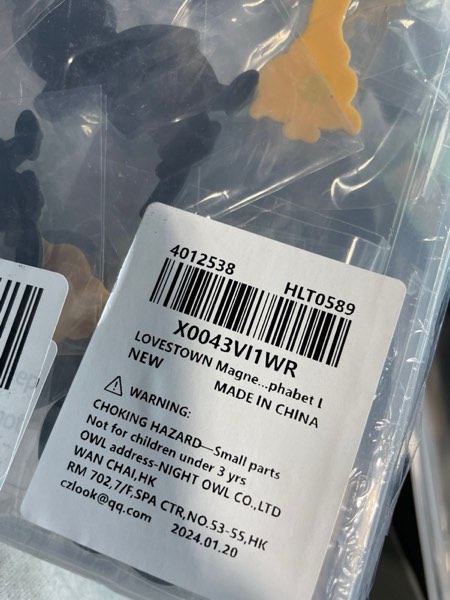 4012538 HLT0589
X0043VI1WR
LOVESTOWN Magne...phabet l
NEW MADE IN CHINA
WARNING:
CHOKING HAZARD—Small parts
Not for children under 3 yrs
OWL address-NIGHT OWL CO.,LTD
RM 702,7/F,SPA CTR,NO.53-55,HK
WAN CHAI,HK
czlook@qq.com 2024.01.20